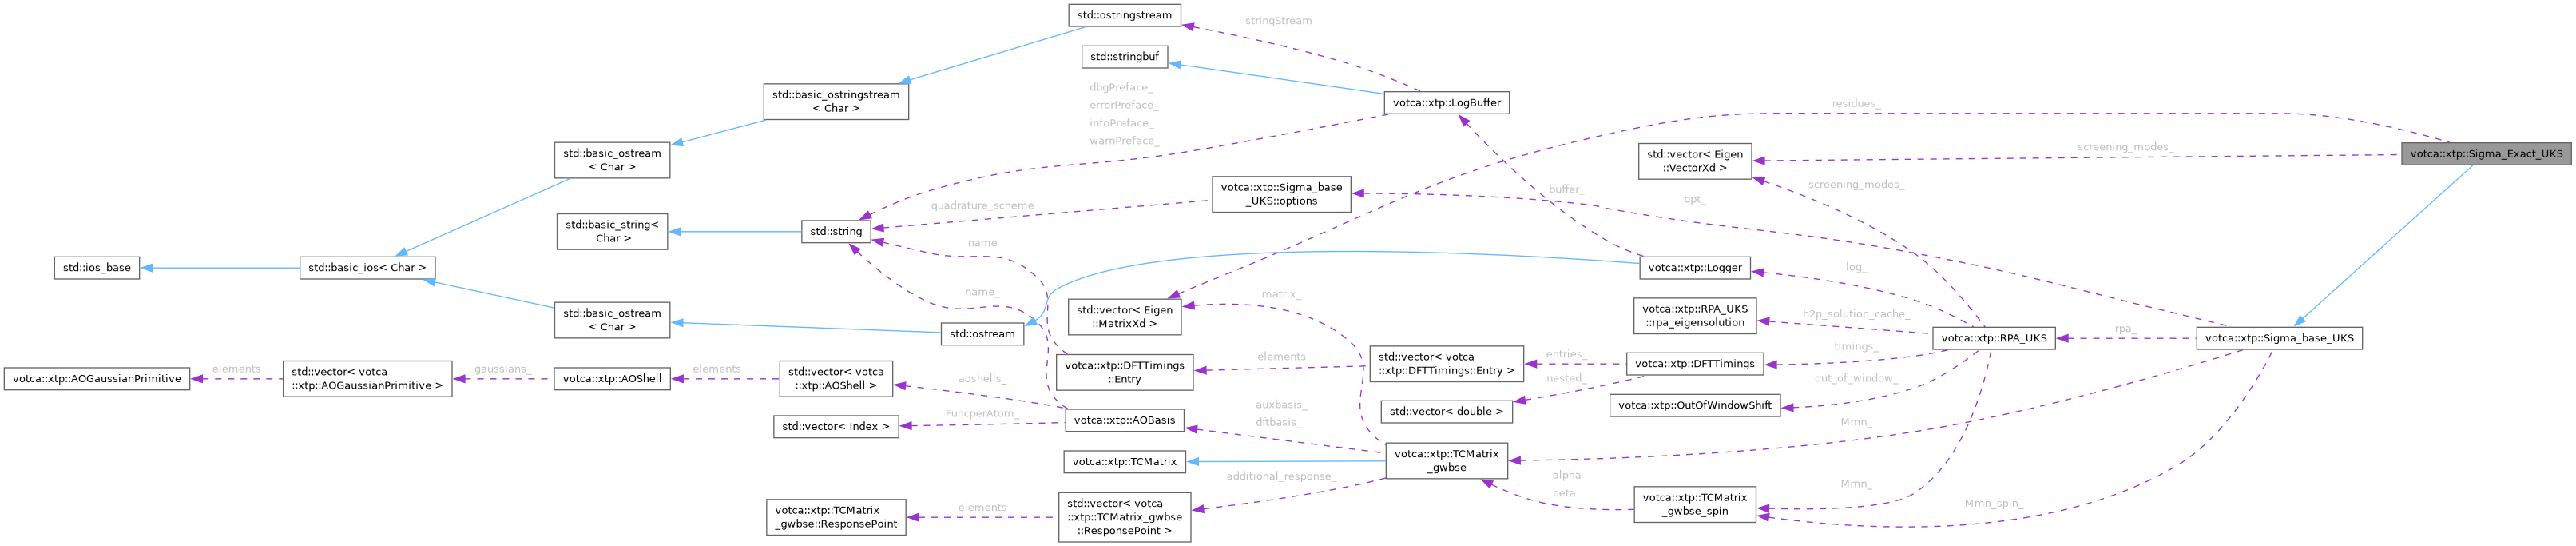 std::ostringstream
stringStream_
std::stringbuf
dbgPreface_
errorPreface_
infoPreface_
warnPreface_
std::basic_ostringstream
< Char >
votca::xtp::LogBuffer
residues_
std::basic_ostream
< Char >
std::vector< Eigen
::VectorXd >
screening_modes_
votca::xtp::Sigma_Exact_UKS
screening_modes_
votca::xtp::Sigma_base
_UKS::options
buffer_
opt_
quadrature_scheme
std::basic_string<
Char >
std::string
name
std::ios_base
std::basic_ios< Char >
votca::xtp::Logger
log_
name_
matrix_
std::basic_ostream
< Char >
std::ostream
std::vector< Eigen
::MatrixXd >
votca::xtp::RPA_UKS
::rpa_eigensolution
h2p_solution_cache_
votca::xtp::RPA_UKS
rpa_
votca::xtp::Sigma_base_UKS
timings_
votca::xtp::AOGaussianPrimitive
elements
std::vector< votca
::xtp::AOGaussianPrimitive >
gaussians_
votca::xtp::AOShell
elements
std::vector< votca
::xtp::AOShell >
aoshells_
votca::xtp::DFTTimings
::Entry
elements
std::vector< votca
::xtp::DFTTimings::Entry >
entries_
votca::xtp::DFTTimings
nested_
out_of_window_
std::vector< double >
votca::xtp::OutOfWindowShift
std::vector< Index >
FuncperAtom_
votca::xtp::AOBasis
auxbasis_
dftbasis_
Mmn_
votca::xtp::TCMatrix
votca::xtp::TCMatrix
_gwbse
additional_response_
alpha
beta
Mmn_
votca::xtp::TCMatrix
_gwbse_spin
Mmn_spin_
votca::xtp::TCMatrix
_gwbse::ResponsePoint
elements
std::vector< votca
::xtp::TCMatrix_gwbse
::ResponsePoint >